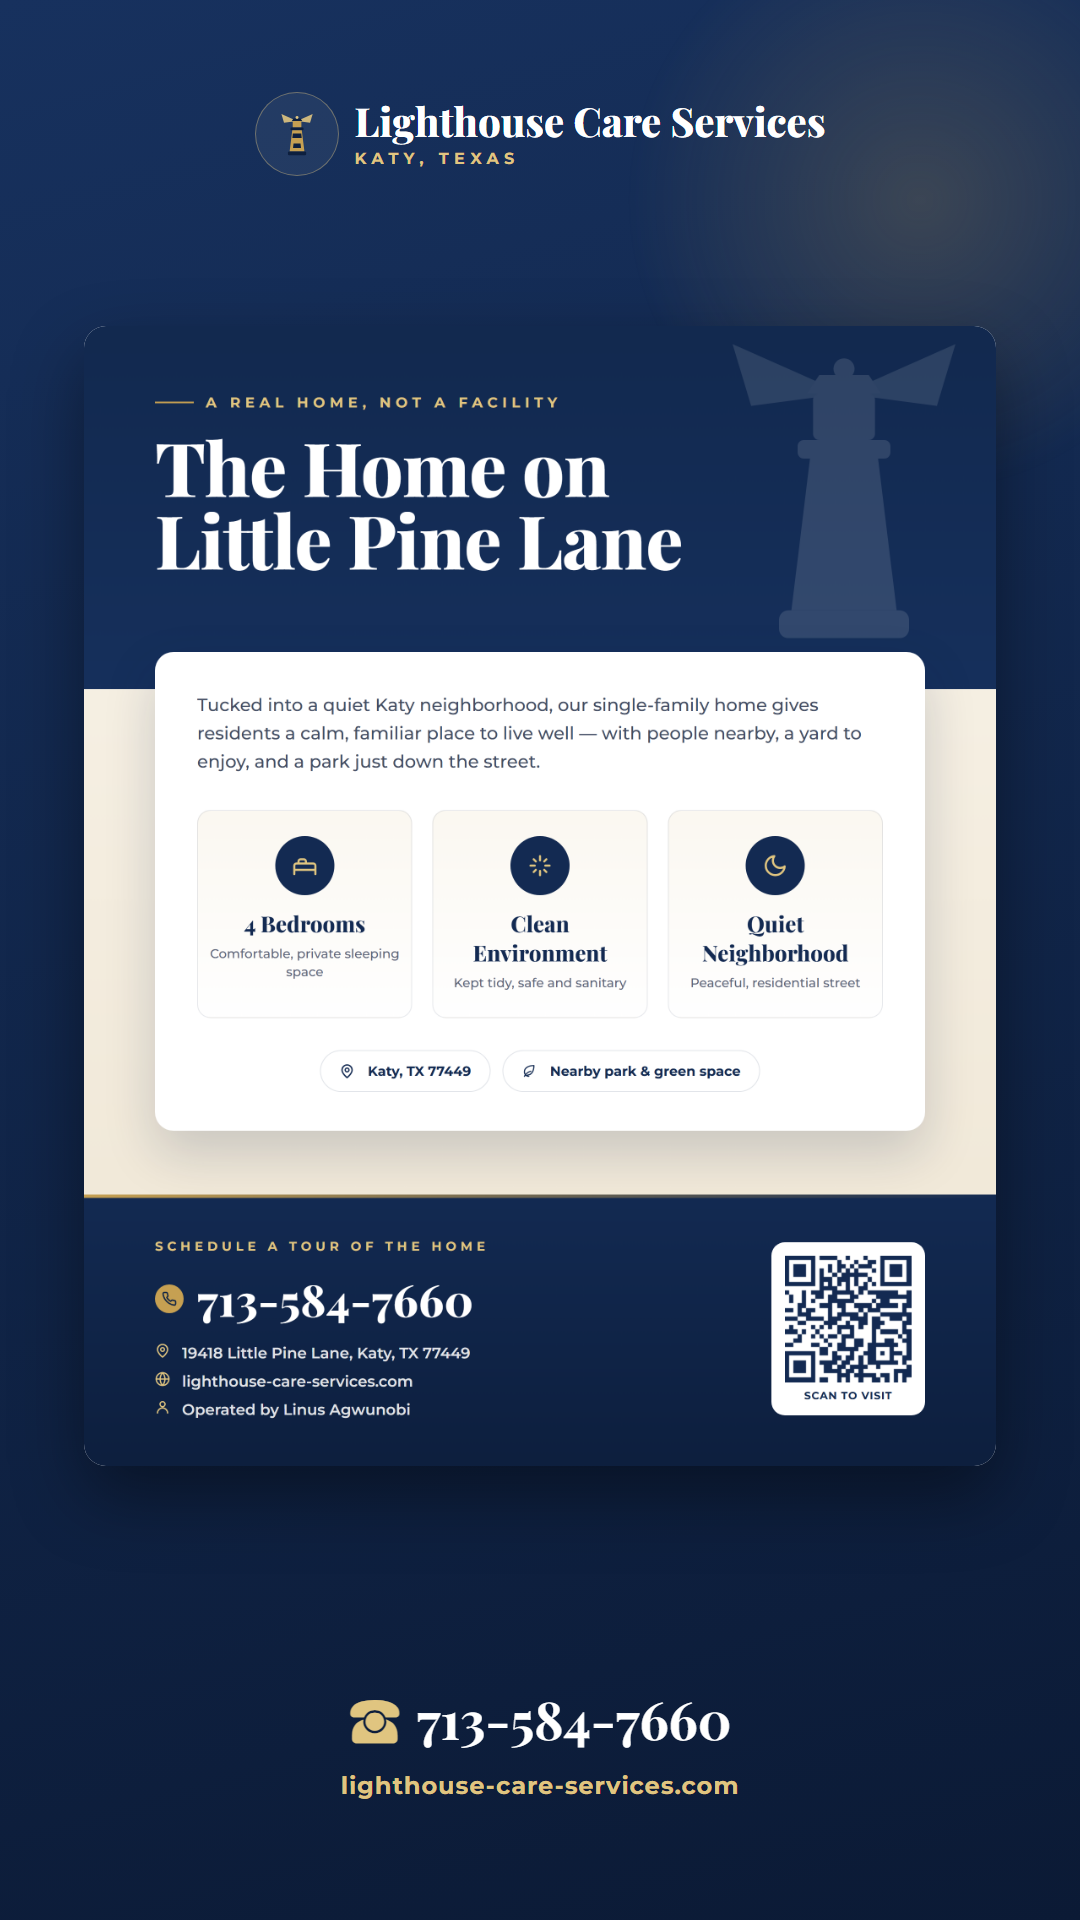 Lighthouse Care Services
KATY, TEXAS
A REAL HOME, NOT A FACILITY
The Home on
Little Pine Lane
Tucked into a quiet Katy neighborhood, our single-family home gives
residents a calm, familiar place to live well — with people nearby, a yard to
enjoy, and a park just down the street.
4 Bedrooms
Comfortable, private sleeping
space
Clean
Environment
Kept tidy, safe and sanitary
Quiet
Neighborhood
Peaceful, residential street
Katy, TX 77449
Nearby park & green space
SCHEDULE A TOUR OF THE HOME
713-584-7660
19418 Little Pine Lane, Katy, TX 77449
lighthouse-care-services.com
Operated by Linus Agwunobi
SCAN TO VISIT
713-584-7660
lighthouse-care-services.com